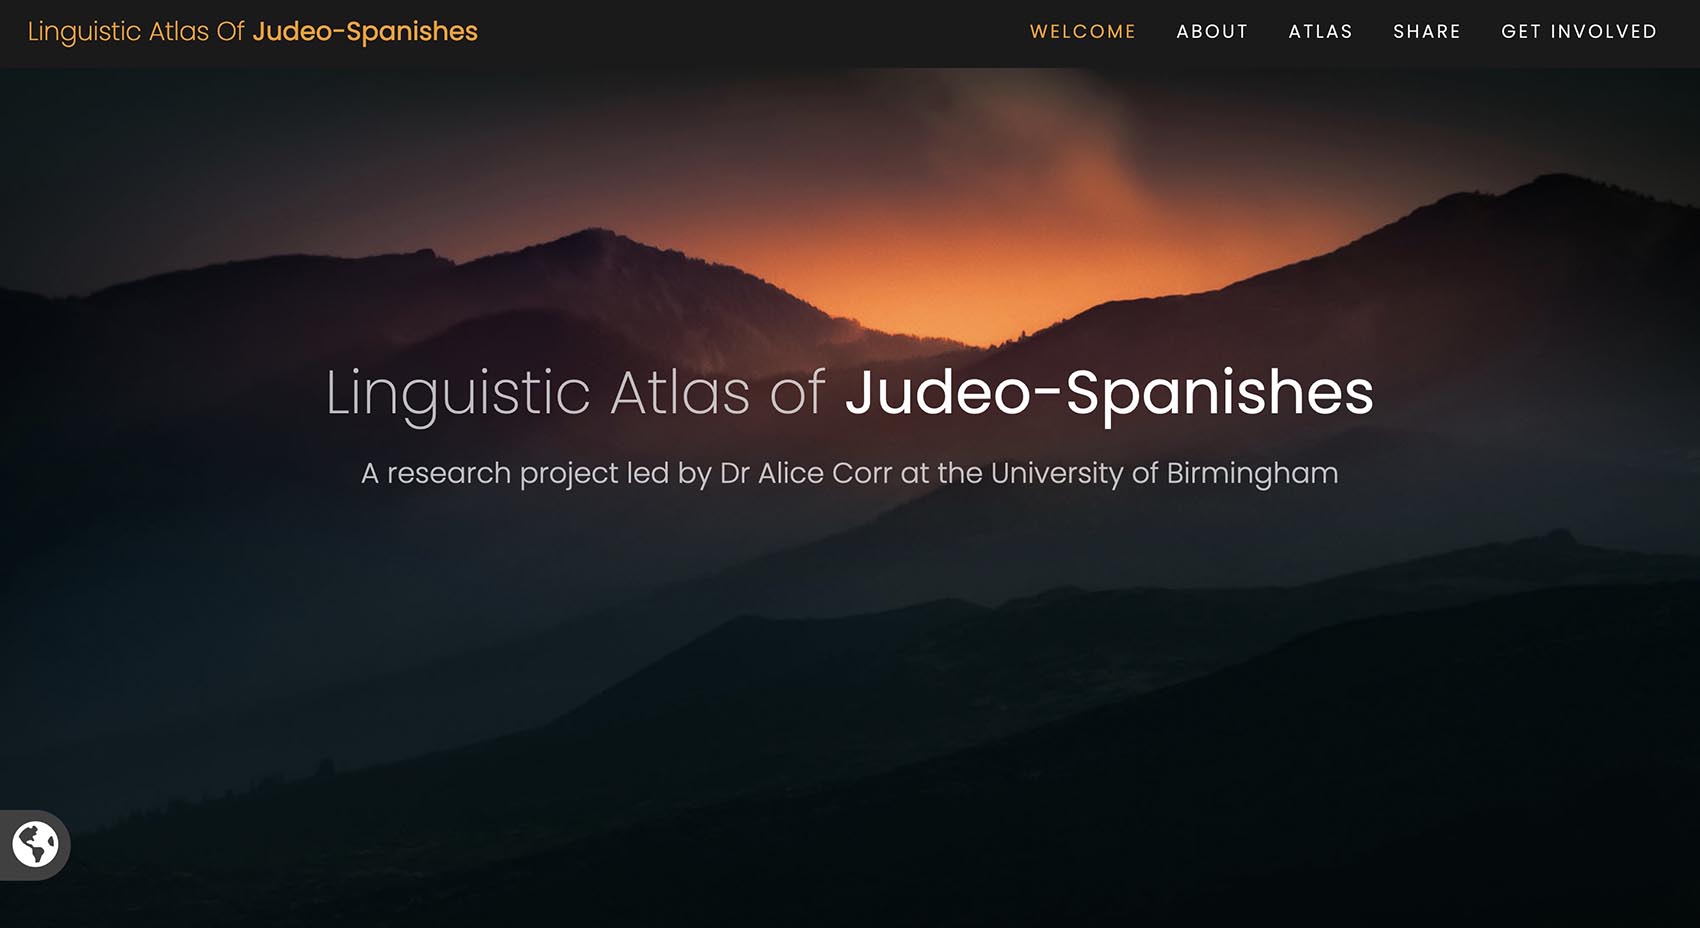 Linguistic Atlas Of Judeo-Spanishes
WELCOME ABOUT ATLAS SHARE GET INVOLVED
Linguistic Atlas of Judeo-Spanishes
A research project led by Dr Alice Corr at the University of Birmingham